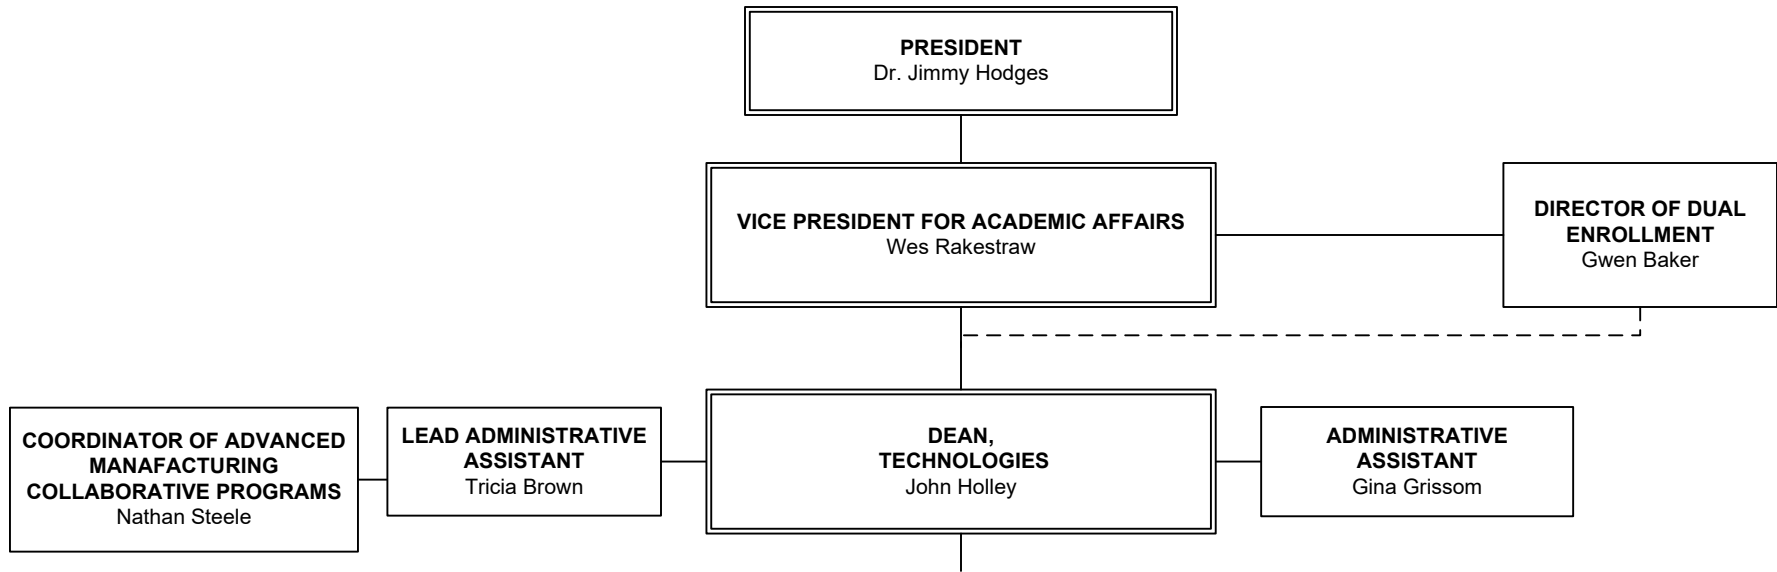 PRESIDENT
Dr. Jimmy Hodges
VICE PRESIDENT FOR ACADEMIC AFFAIRS
Wes Rakestraw
DIRECTOR OF DUAL
ENROLLMENT
Gwen Baker
COORDINATOR OF ADVANCED
MANAFACTURING
COLLABORATIVE PROGRAMS
Nathan Steele
LEAD ADMINISTRATIVE
ASSISTANT
Tricia Brown
DEAN,
TECHNOLOGIES
John Holley
ADMINISTRATIVE
ASSISTANT
Gina Grissom